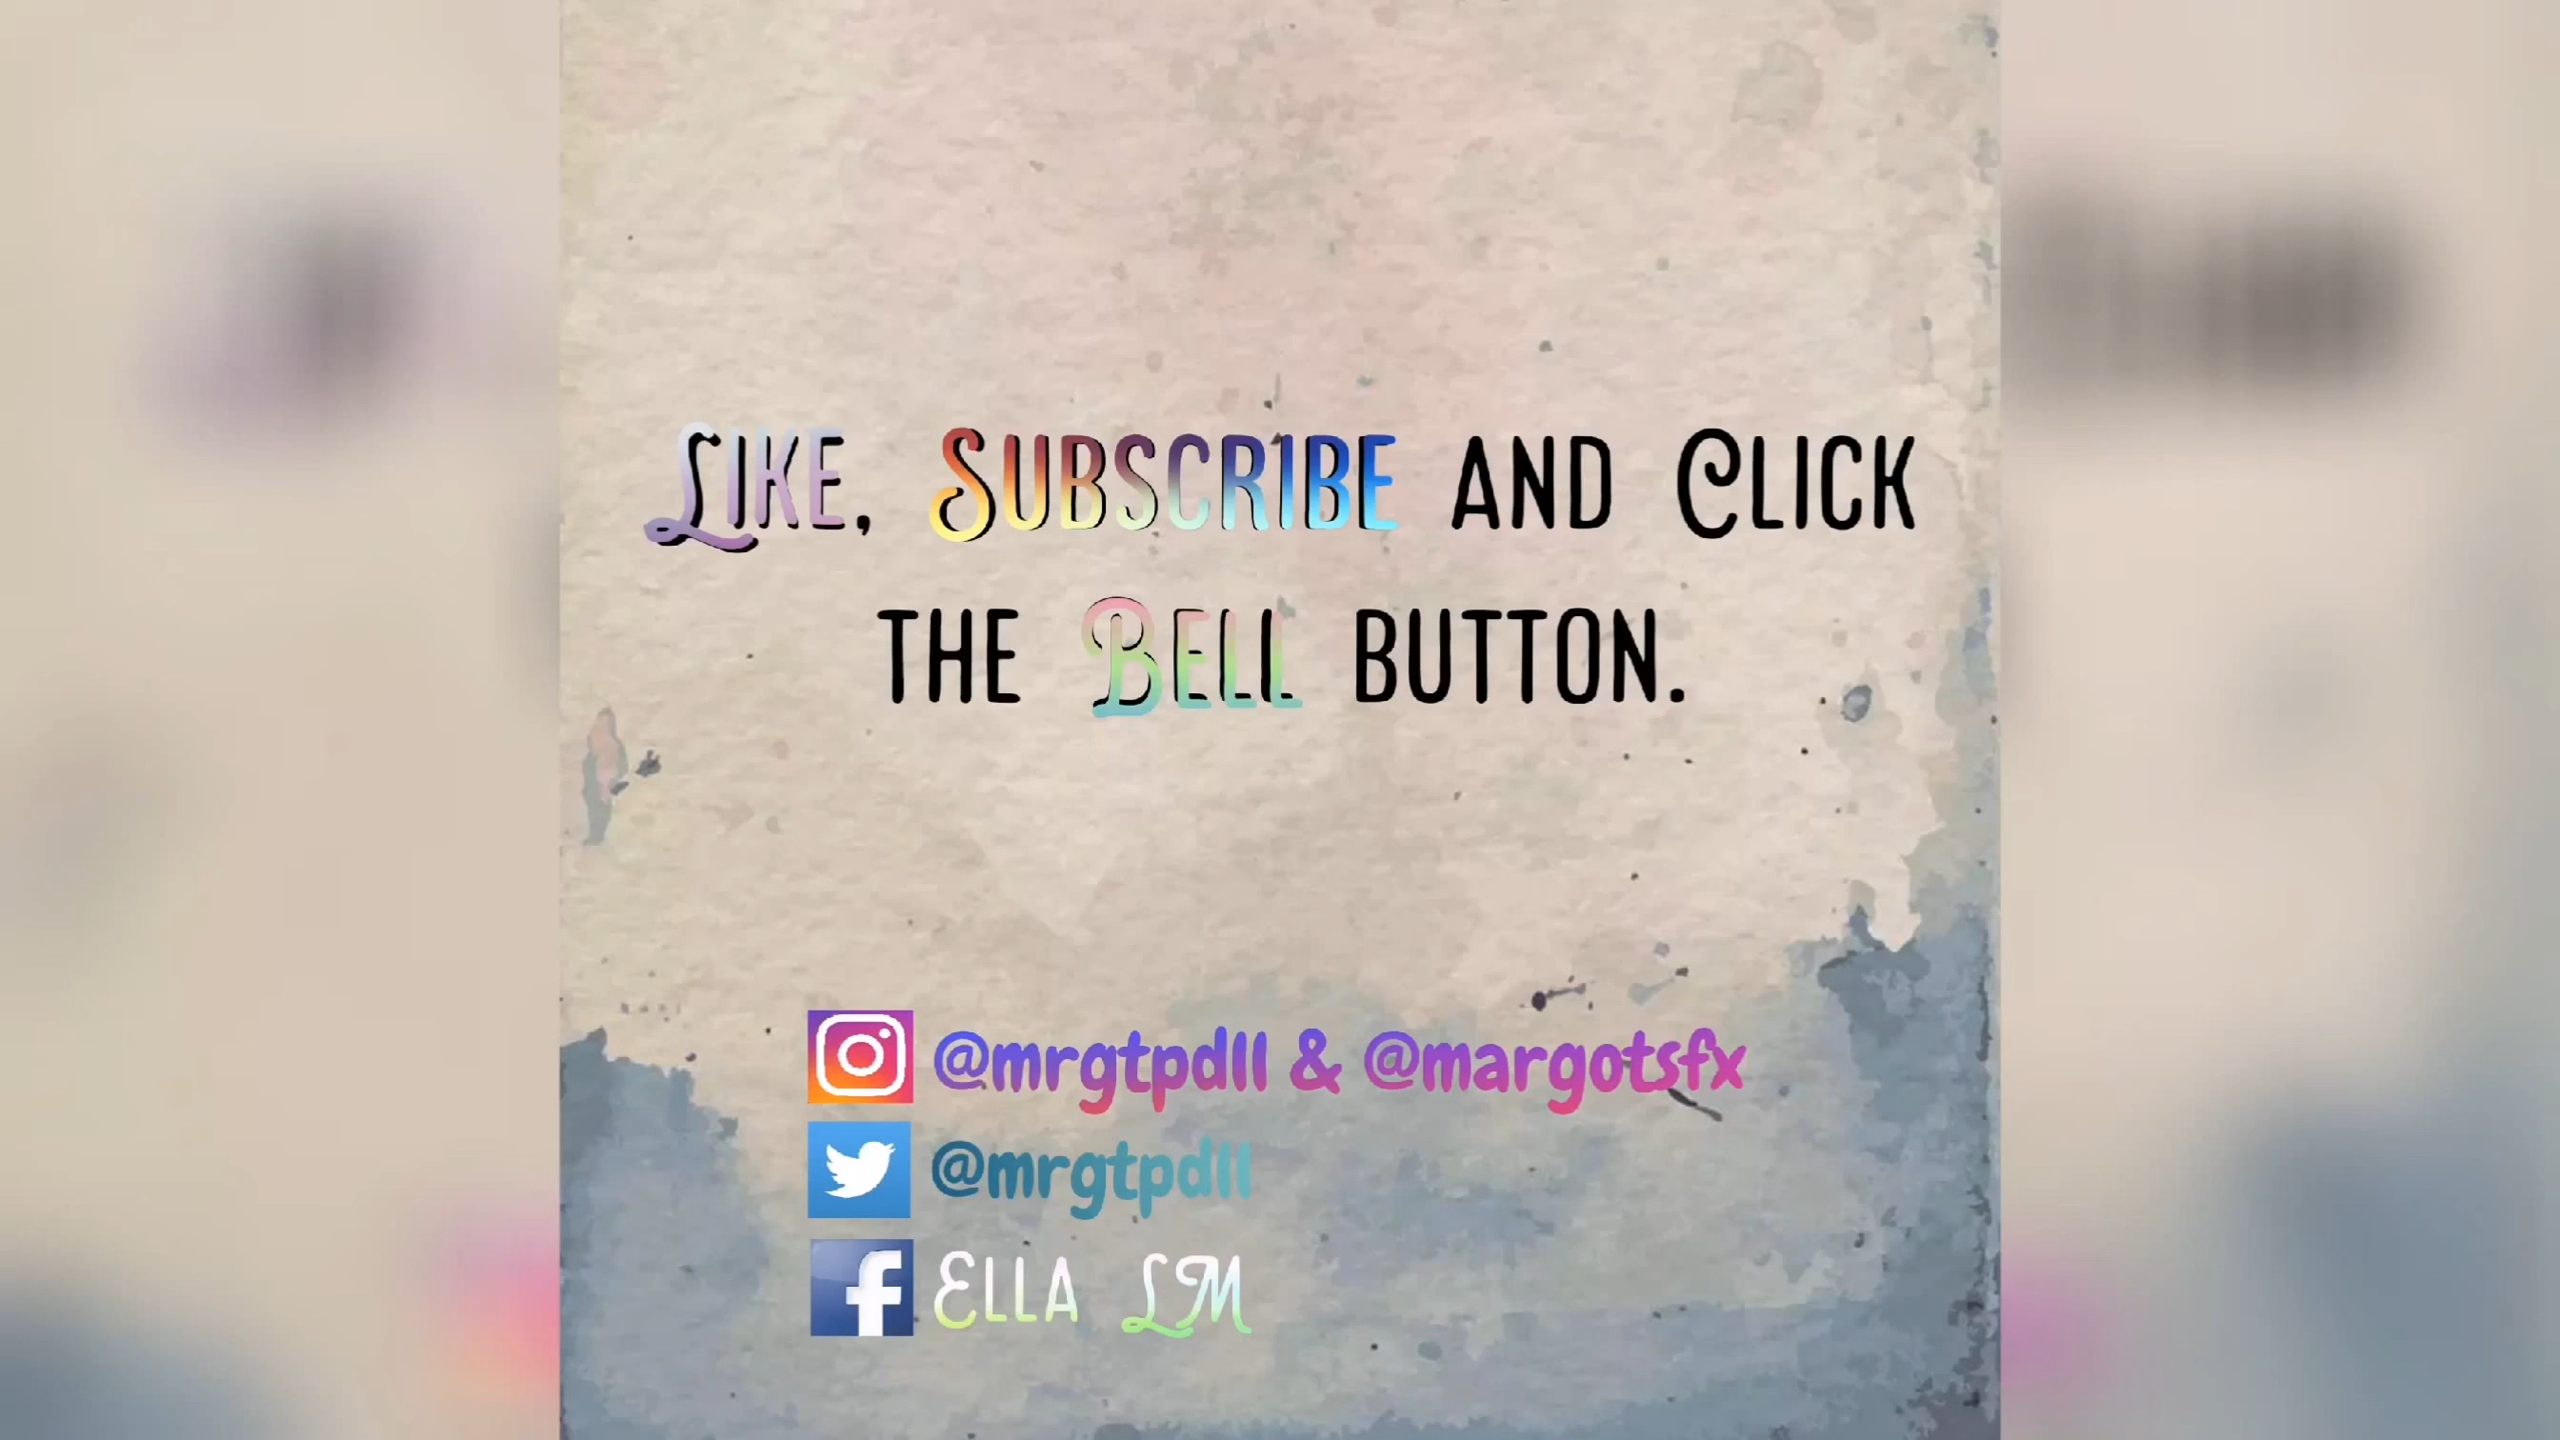 Like, Subscribe and Click
the Bell button.
@mrgtpdll & @margotsfx
@mrgtpdll
Ella LM